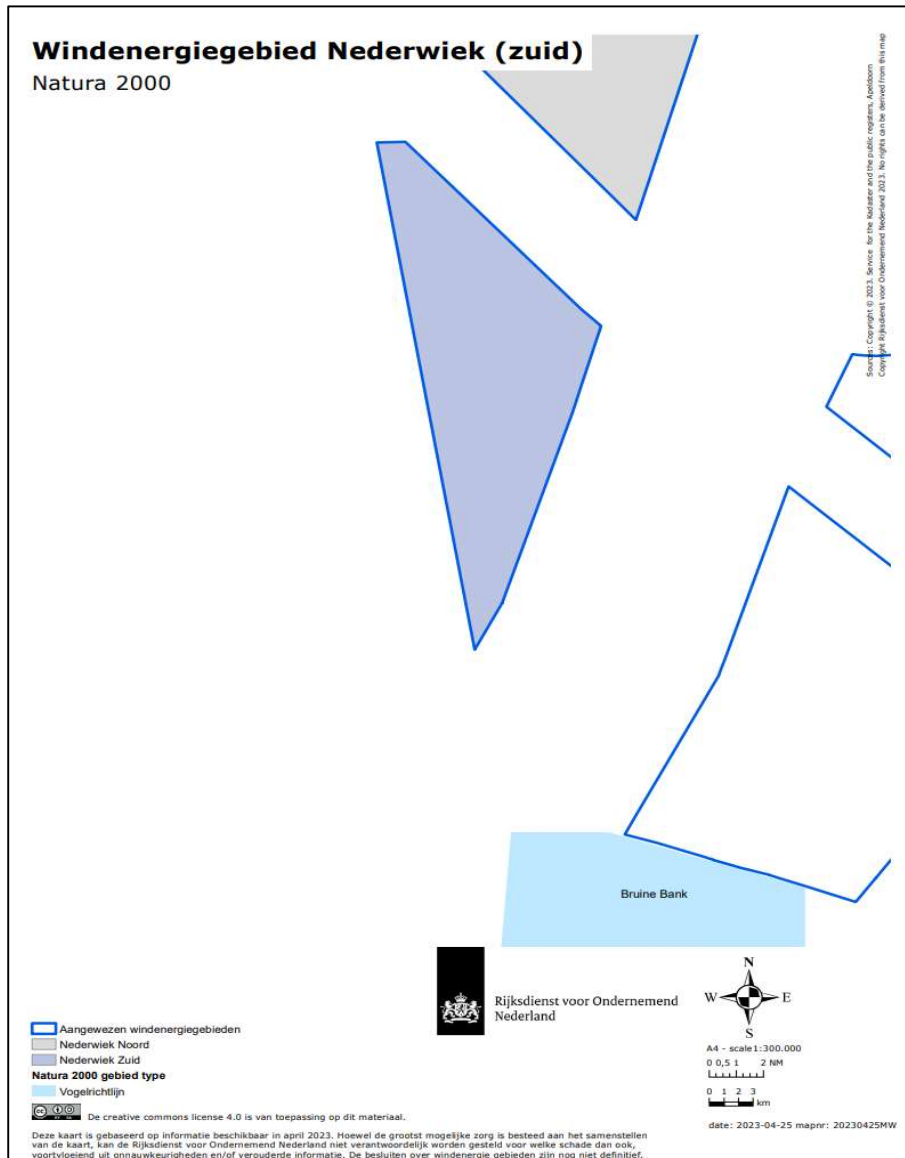 Windenergiegebied Nederwiek (zuid)
Natura 2000
Sources: Copyright © 2023. Service for the Kadaster and the public registers, Apeldoorn
Copyright Rijksdienst voor Ondernemend Nederland 2023. No rights can be derived from this map
Bruine Bank
Rijksdienst voor Ondernemend
Nederland
N
W E
S
Aangewezen windenergiegebieden
Nederwiek Noord
Nederwiek Zuid
Natura 2000 gebied type
Vogelrichtlijn
A4 - scale1:300.000
0 0,5 1 2 NM
0 1 2 3
km
cc De creative commons license 4.0 is van toepassing op dit materiaal.
date: 2023-04-25 mapnr: 20230425MW
Deze kaart is gebaseerd op informatie beschikbaar in april 2023. Hoewel de grootst mogelijke zorg is besteed aan het samenstellen
van de kaart, kan de Rijksdienst voor Ondernemend Nederland niet verantwoordelijk worden gesteld voor welke schade dan ook,
voortvloeiend uit onnauwkeurigheden en/of verouderde informatie. De besluiten over windenergie gebieden zijn nog niet definitief.